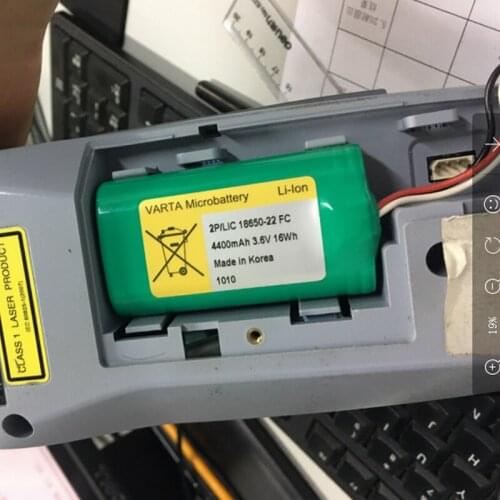 VARTA Microbattery
Li-Ion
2P/LIC 18650-22 FC
4400mAh 3.6V 16Wh
Made in Korea
1010
CLASS 1 LASER PRODUCT
19%